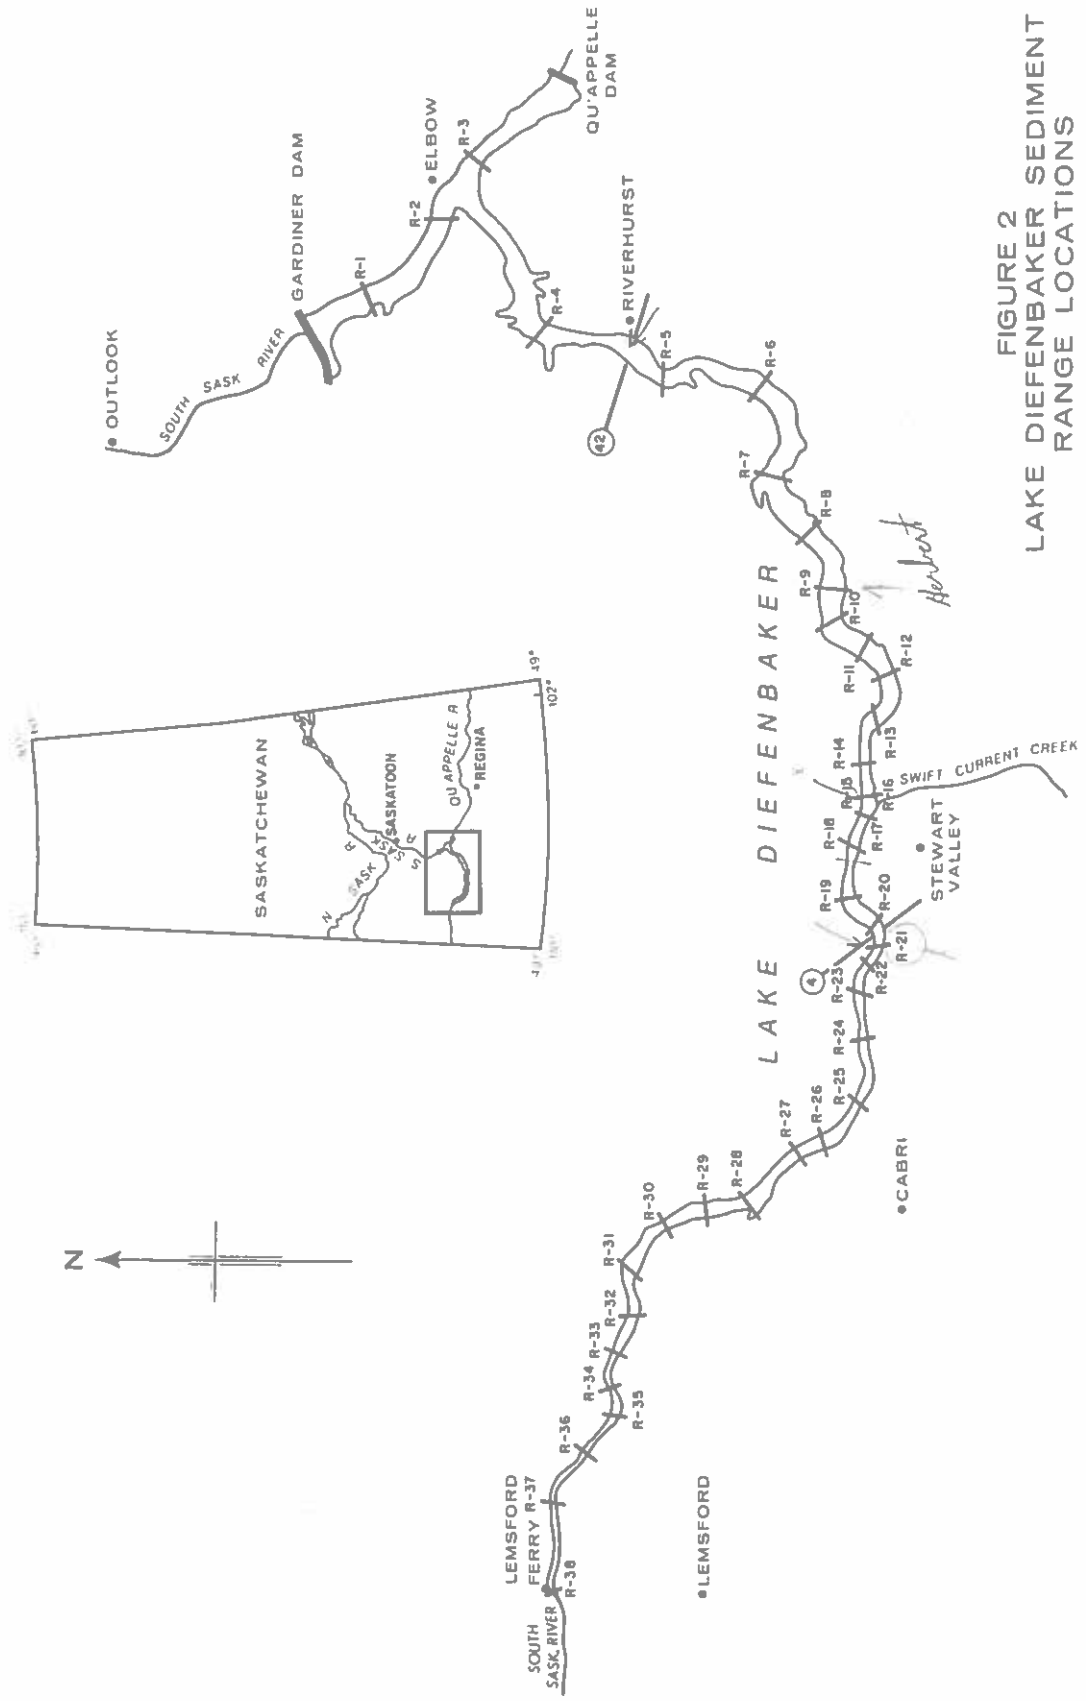 OUTLOOK
SOUTH SASK RIVER
GARDINER DAM
R-1
R-2
ELBOW
R-3
QU'APPELLE
DAM
R-4
RIVERHURST
42
R-5
R-6
R-7
R-8
R-9
R-10
R-11
R-12
R-13
R-14
R-15
R-16
R-17
R-18
R-19
R-20
R-21
R-22
R-23
R-24
R-25
R-26
R-27
R-28
R-29
R-30
R-31
R-32
R-33
R-34
R-35
R-36
R-37
R-38
Herbert
SWIFT CURRENT CREEK
STEWART
VALLEY
4
LAKE DIEFENBAKER
CABRI
LEMSFORD
FERRY
SOUTH
SASK. RIVER
LEMSFORD
N
SASKATCHEWAN
N SASK R
SASKATOON
S SASK R
QU'APPELLE R
REGINA
49°
102°
FIGURE 2
LAKE DIEFENBAKER SEDIMENT
RANGE LOCATIONS